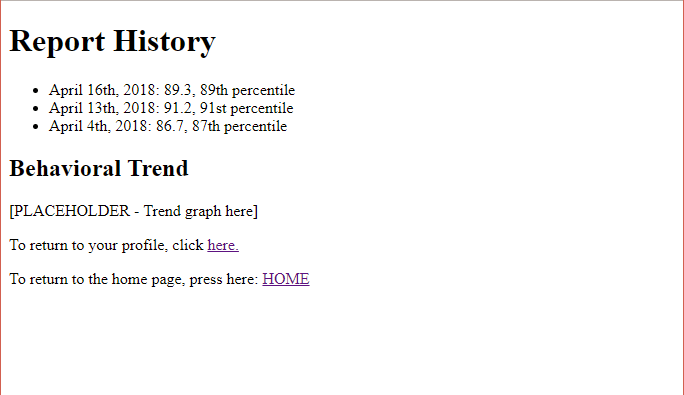 Report History
April 16th, 2018: 89.3, 89th percentile
April 13th, 2018: 91.2, 91st percentile
April 4th, 2018: 86.7, 87th percentile
Behavioral Trend
[PLACEHOLDER - Trend graph here]
To return to your profile, click here.
To return to the home page, press here: HOME